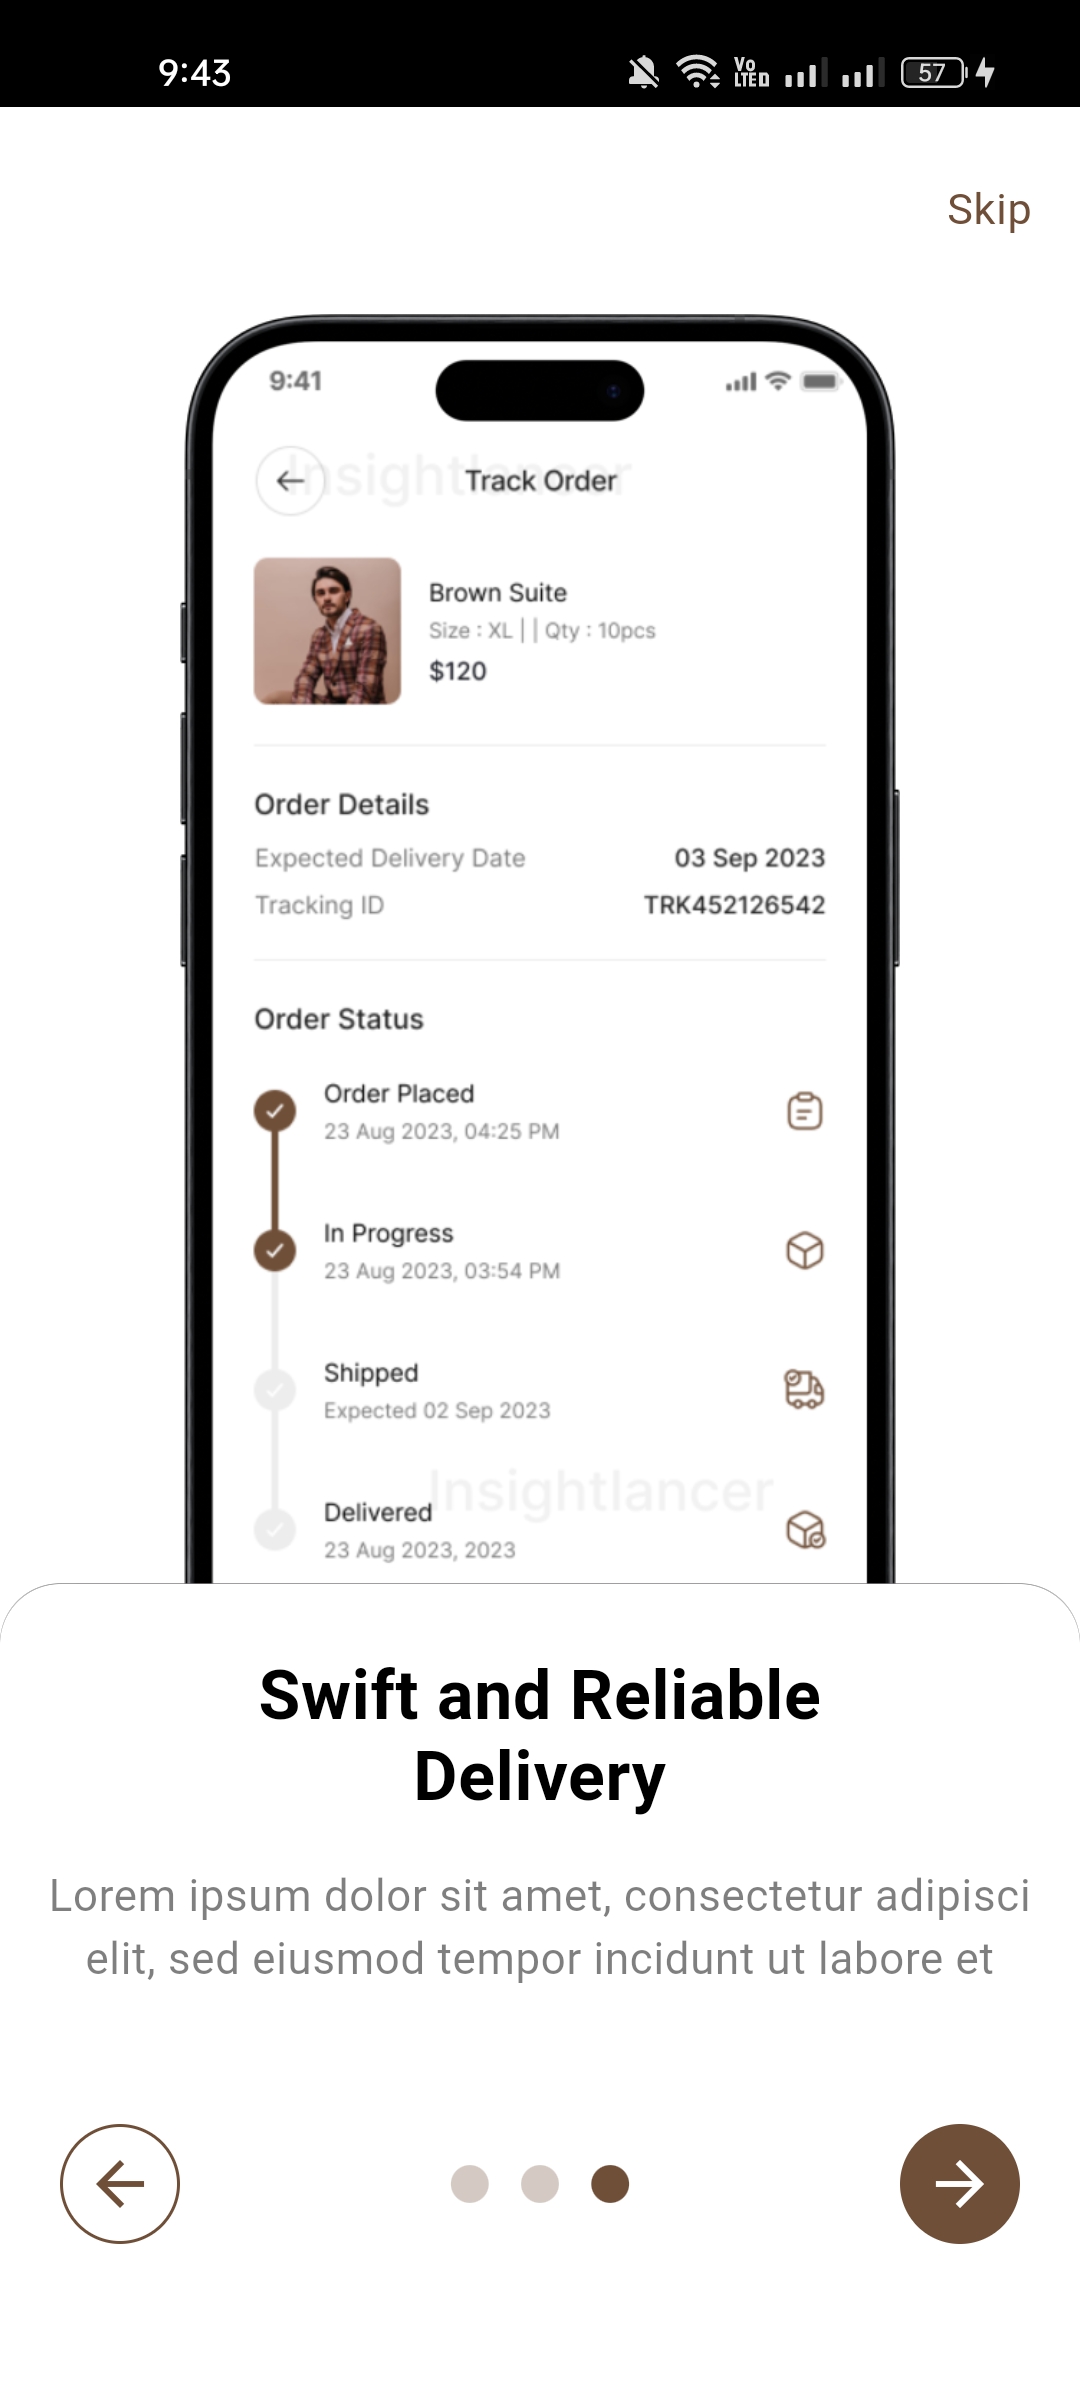 9:43
Vo
LTED
57
Skip
9:41
Insightlancer
Track Order
Brown Suite
Size : XL | | Qty : 10pcs
$120
Order Details
Expected Delivery Date 03 Sep 2023
Tracking ID TRK452126542
Order Status
Order Placed
23 Aug 2023, 04:25 PM
In Progress
23 Aug 2023, 03:54 PM
Shipped
Expected 02 Sep 2023
Insightlancer
Delivered
23 Aug 2023, 2023
Swift and Reliable
Delivery
Lorem ipsum dolor sit amet, consectetur adipisci
elit, sed eiusmod tempor incidunt ut labore et